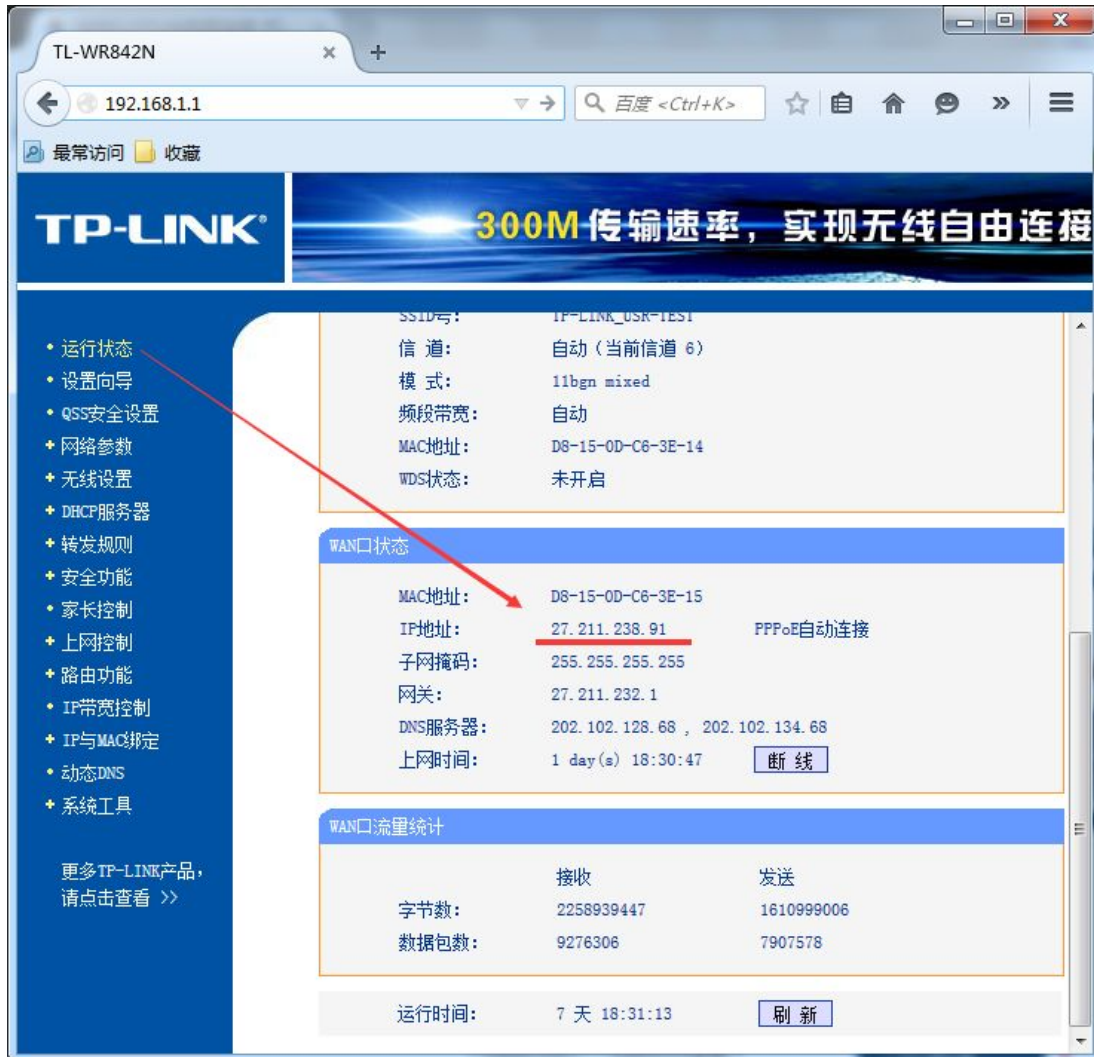 TL-WR842N
192.168.1.1
百度 <Ctrl+K>
最常访问 收藏
TP-LINK®
300M传输速率，实现无线自由连接
运行状态
设置向导
QSS安全设置
网络参数
无线设置
DHCP服务器
转发规则
安全功能
家长控制
上网控制
路由功能
IP带宽控制
IP与MAC绑定
动态DNS
系统工具
更多TP-LINK产品，
请点击查看 >>
SSID号： TP-LINK_USR-TEST
信 道： 自动（当前信道 6）
模 式： 11bgn mixed
频段带宽： 自动
MAC地址： D8-15-0D-C6-3E-14
WDS状态： 未开启
WAN口状态
MAC地址： D8-15-0D-C6-3E-15
IP地址： 27.211.238.91 PPPoE自动连接
子网掩码： 255.255.255.255
网关： 27.211.232.1
DNS服务器： 202.102.128.68 , 202.102.134.68
上网时间： 1 day(s) 18:30:47 断 线
WAN口流量统计
接收 发送
字节数： 2258939447 1610999006
数据包数： 9276306 7907578
运行时间： 7 天 18:31:13 刷 新